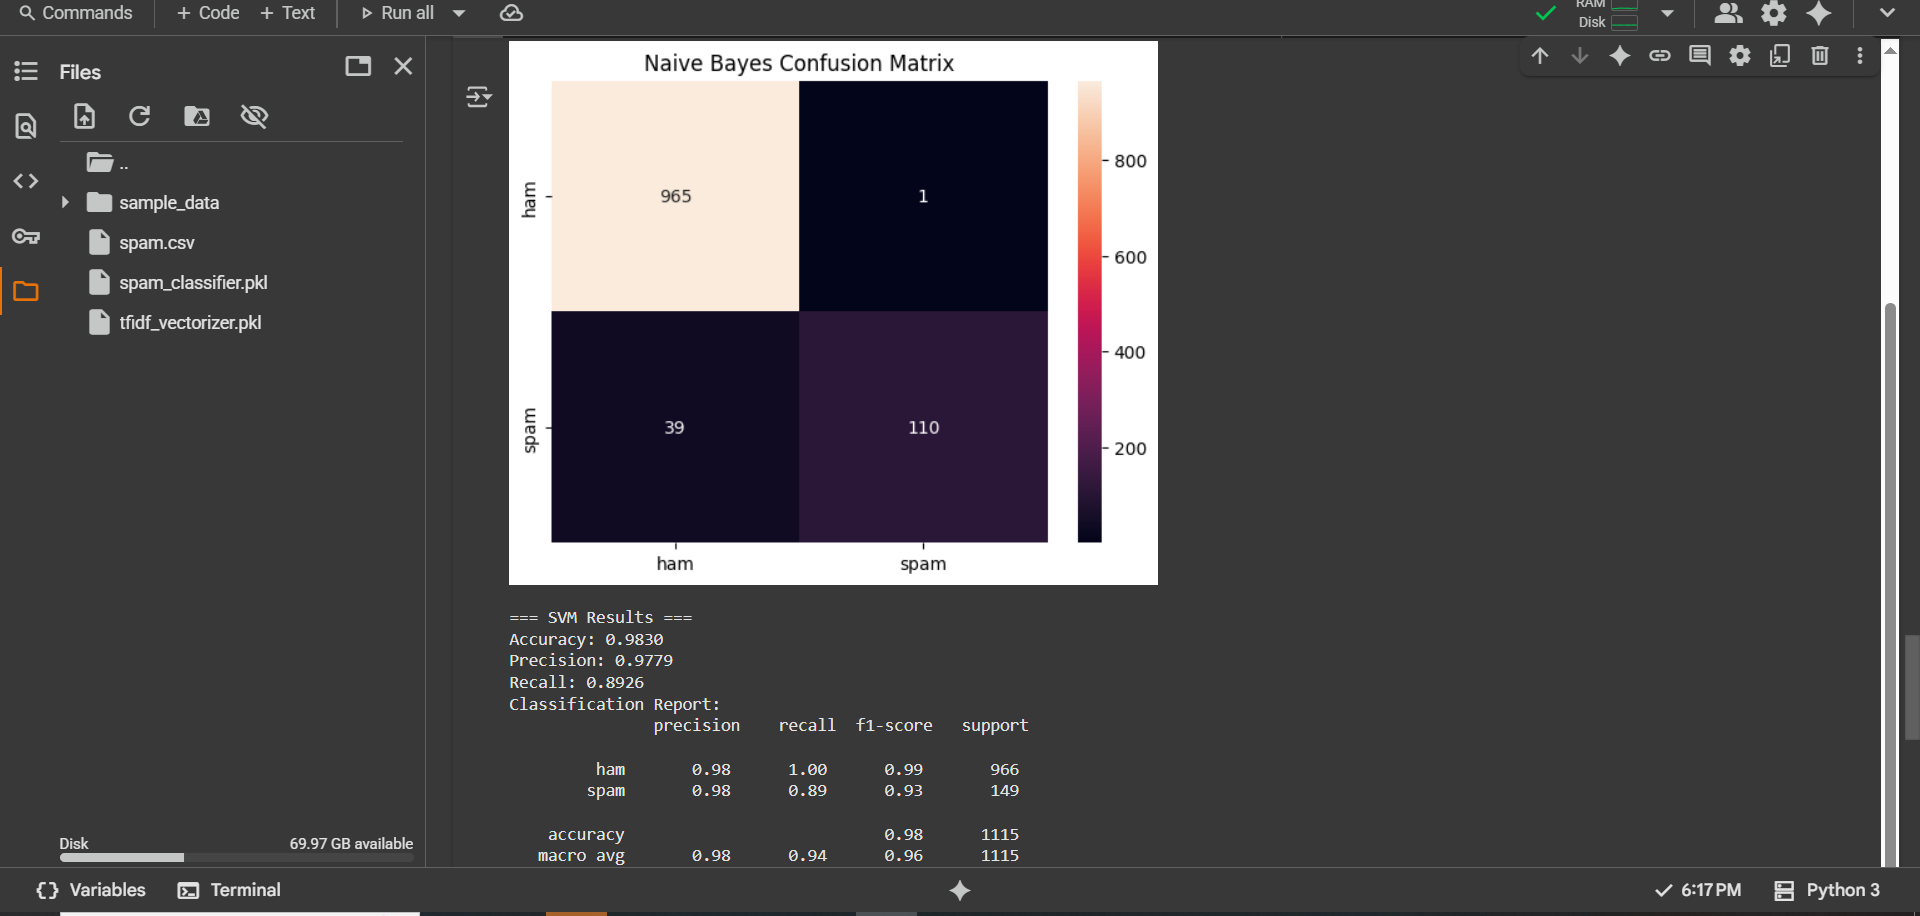 Commands + Code + Text Run all
RAM
Disk
Files
..
sample_data
spam.csv
spam_classifier.pkl
tfidf_vectorizer.pkl
Disk 69.97 GB available
Naive Bayes Confusion Matrix
ham
965
1
spam
39
110
ham
spam
800
600
400
200
=== SVM Results ===
Accuracy: 0.9830
Precision: 0.9779
Recall: 0.8926
Classification Report:
precision recall f1-score support
ham 0.98 1.00 0.99 966
spam 0.98 0.89 0.93 149
accuracy 0.98 1115
macro avg 0.98 0.94 0.96 1115
Variables Terminal 6:17 PM Python 3